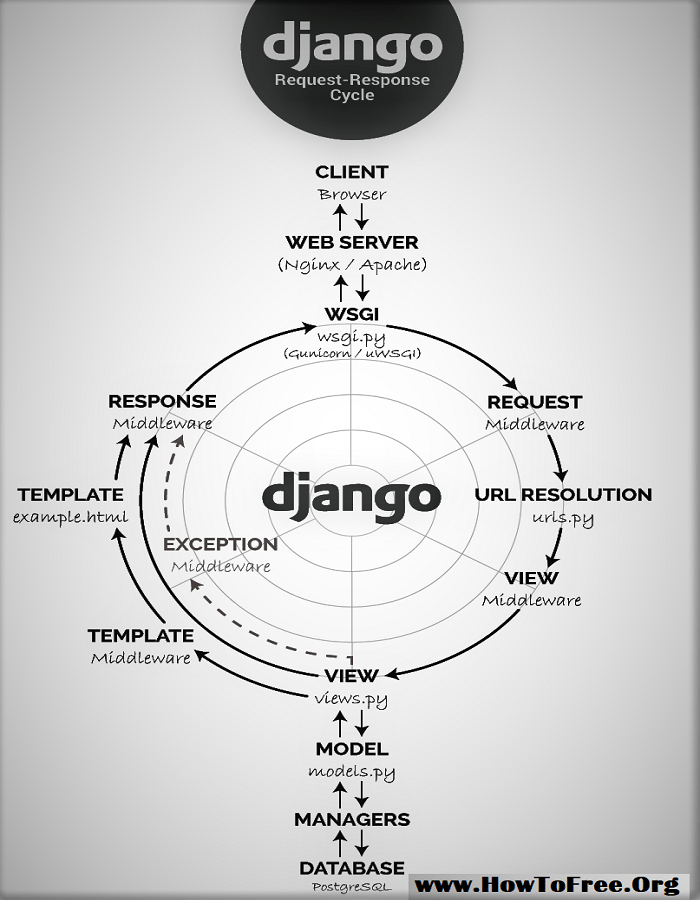 django
Request-Response
Cycle
CLIENT
Browser
WEB SERVER
(Nginx / Apache)
WSGI
wsgi.py
(Gunicorn / uWSGI)
RESPONSE
Middleware
REQUEST
Middleware
TEMPLATE
example.html
django
URL RESOLUTION
urls.py
EXCEPTION
Middleware
VIEW
Middleware
TEMPLATE
Middleware
VIEW
views.py
MODEL
models.py
MANAGERS
DATABASE
PostgreSQL
www.HowToFree.Org